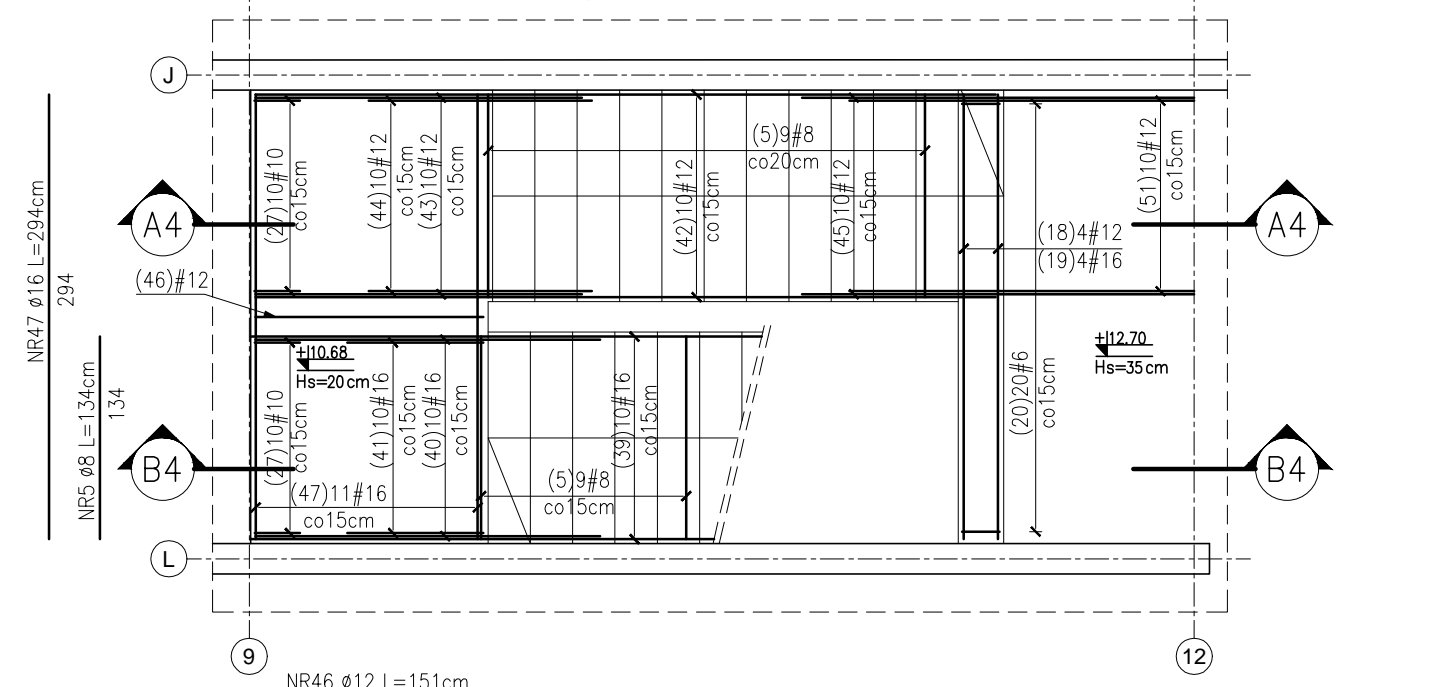 J
(5)9#8
co20cm
(27)10#10
co15cm
(44)10#12
co15cm
(43)10#12
co15cm
(42)10#12
co15cm
(45)10#12
co15cm
(51)10#12
co15cm
A4
A4
(18)4#12
(19)4#16
NR47 ø16 L=294cm
294
(46)#12
+110.68
Hs=20cm
+112.70
Hs=35cm
NR5 ø8 L=134cm
134
(27)10#10
co15cm
(41)10#16
co15cm
(40)10#16
co15cm
(39)10#16
co15cm
(20)20#6
co15cm
B4
B4
(47)11#16
co15cm
(5)9#8
co15cm
L
9
12
NR46 ø12 L=151cm